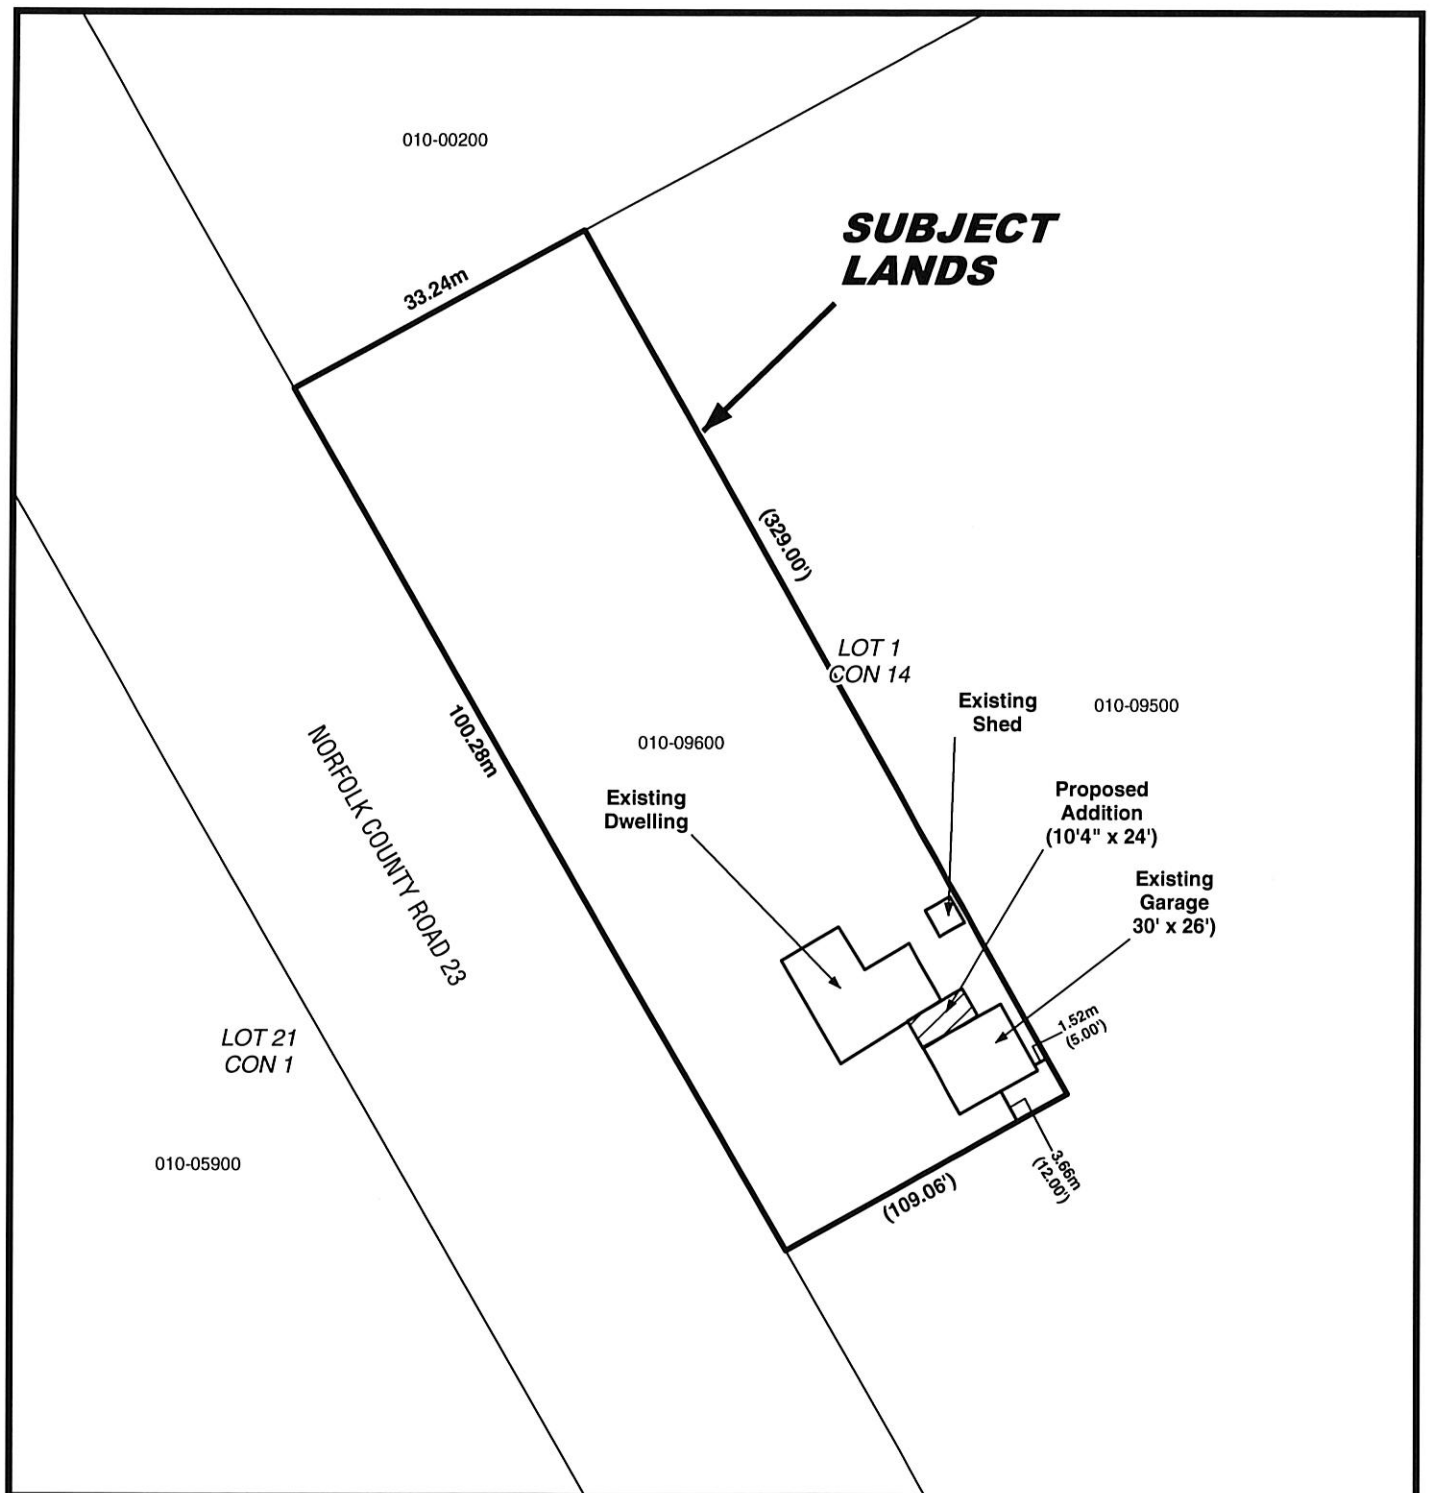 010-00200
SUBJECT
LANDS
33.24m
(329.00')
LOT 1
CON 14
Existing
Shed
010-09500
100.28m
010-09600
NORFOLK COUNTY ROAD 23
Existing
Dwelling
Proposed
Addition
(10'4" x 24')
Existing
Garage
30' x 26')
1.52m
(5.00')
LOT 21
CON 1
010-05900
3.66m
(12.00')
(109.06')